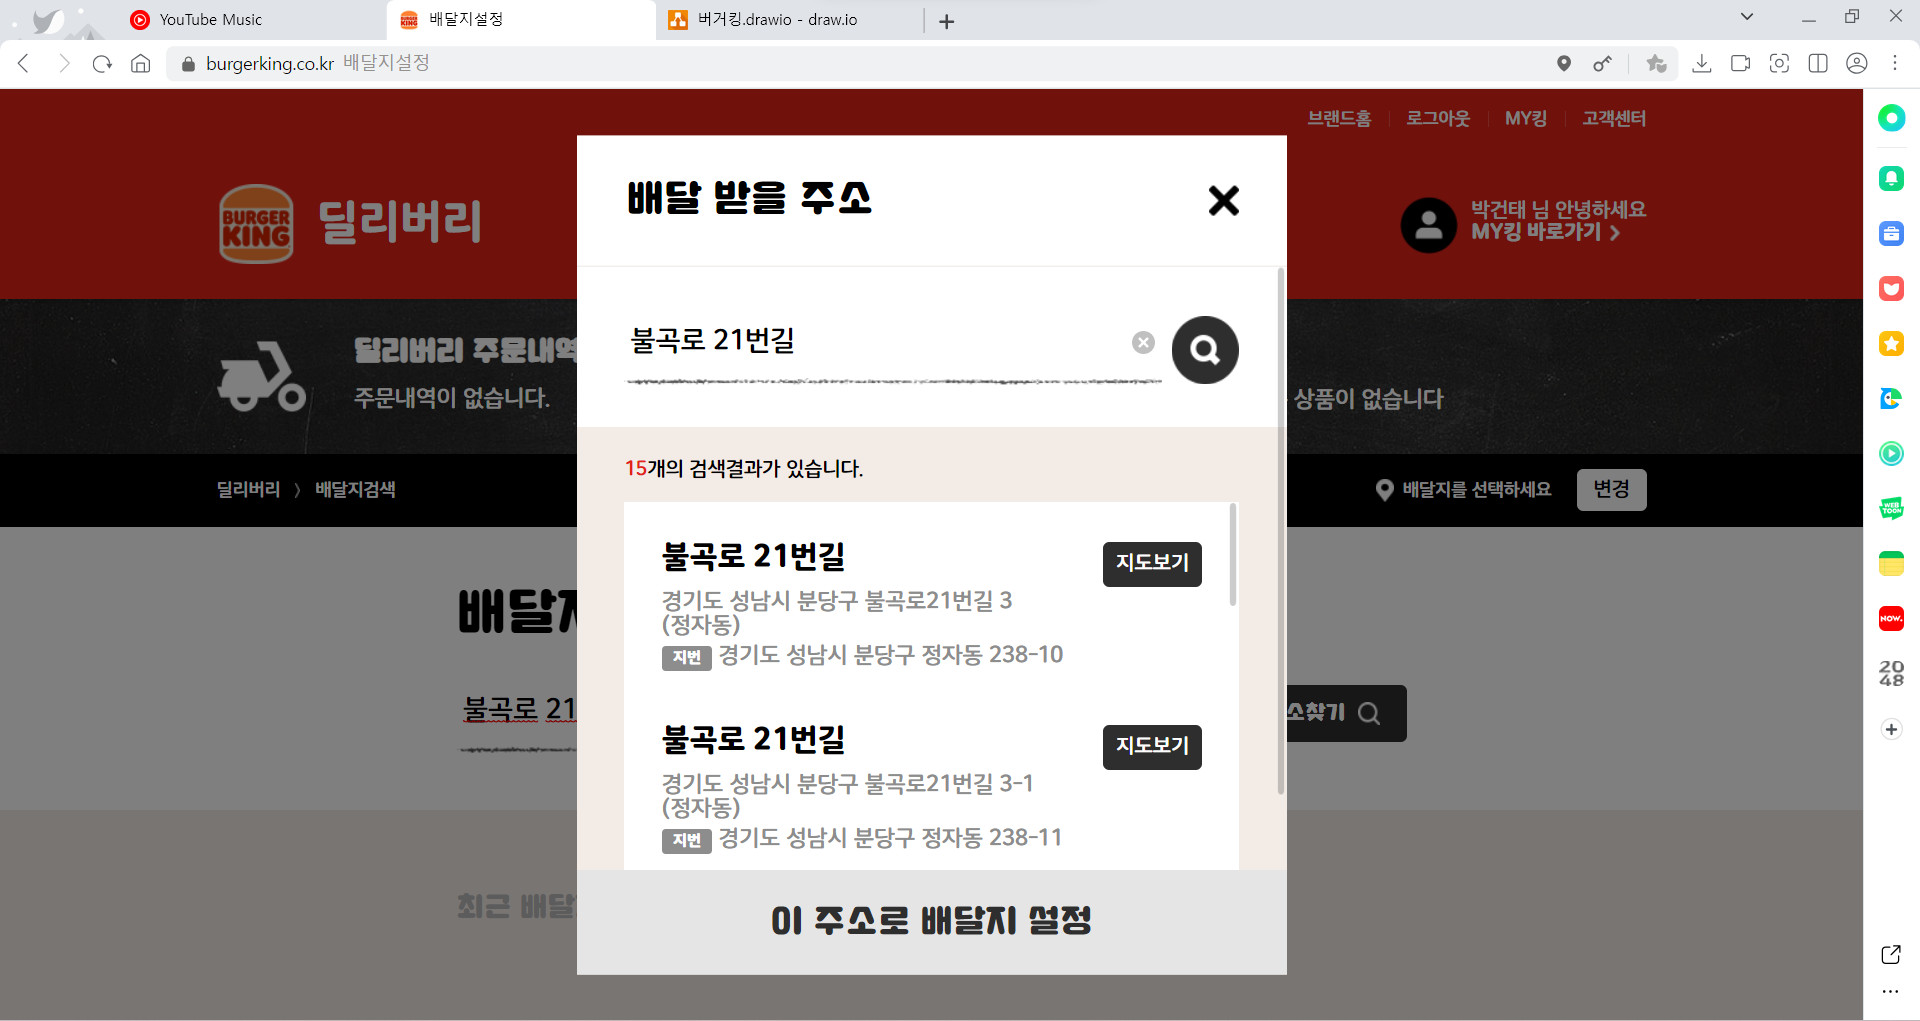 YouTube Music
배달지설정
버거킹.drawio - draw.io
burgerking.co.kr 배달지설정
브랜드홈
로그아웃
MY킹
고객센터
BURGER KING
딜리버리
박건태 님 안녕하세요
MY킹 바로가기
딜리버리 주문내역
주문내역이 없습니다.
상품이 없습니다
딜리버리 > 배달지검색
배달지를 선택하세요
변경
배달지
불곡로 21
소찾기
최근 배달
배달 받을 주소
불곡로 21번길
15개의 검색결과가 있습니다.
불곡로 21번길
지도보기
경기도 성남시 분당구 불곡로21번길 3
(정자동)
지번 경기도 성남시 분당구 정자동 238-10
불곡로 21번길
지도보기
경기도 성남시 분당구 불곡로21번길 3-1
(정자동)
지번 경기도 성남시 분당구 정자동 238-11
이 주소로 배달지 설정
WEB
TOON
NOW.
20
48